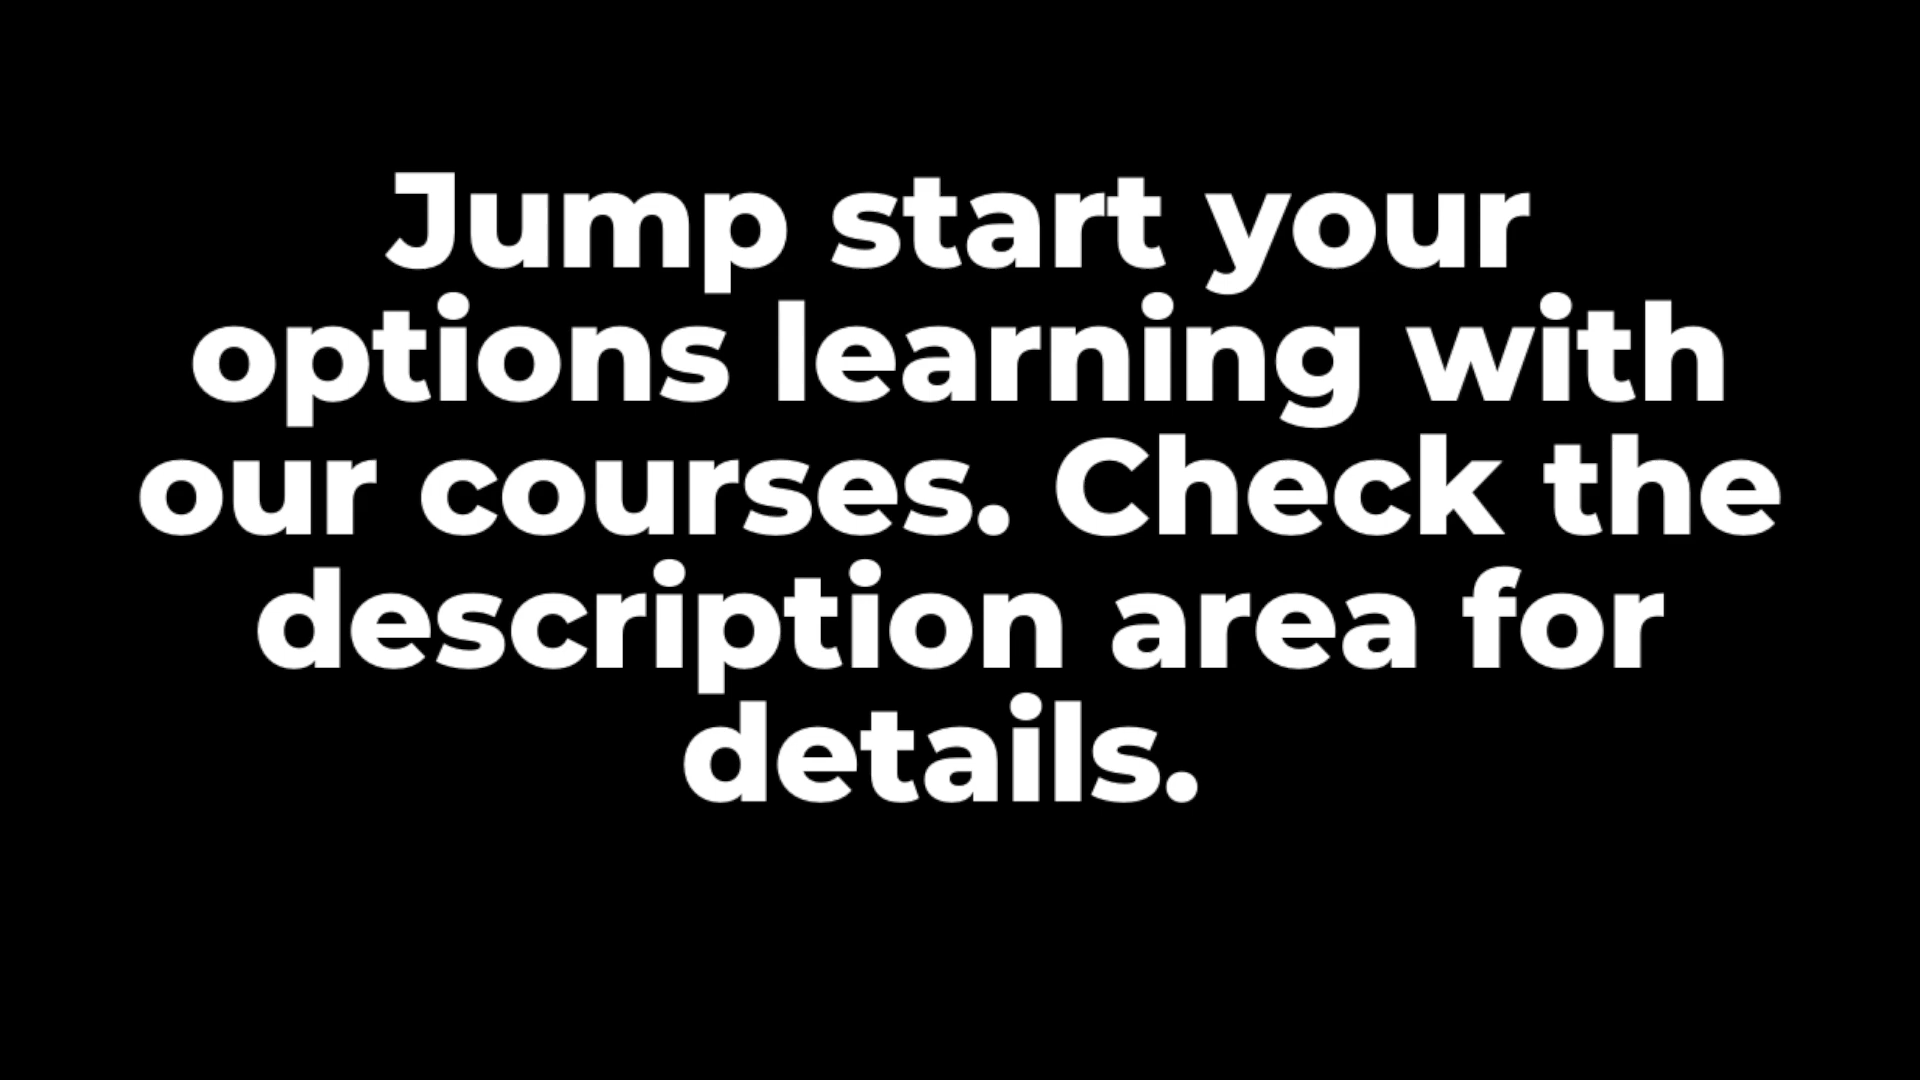 Jump start your
options learning with
our courses. Check the
description area for
details.